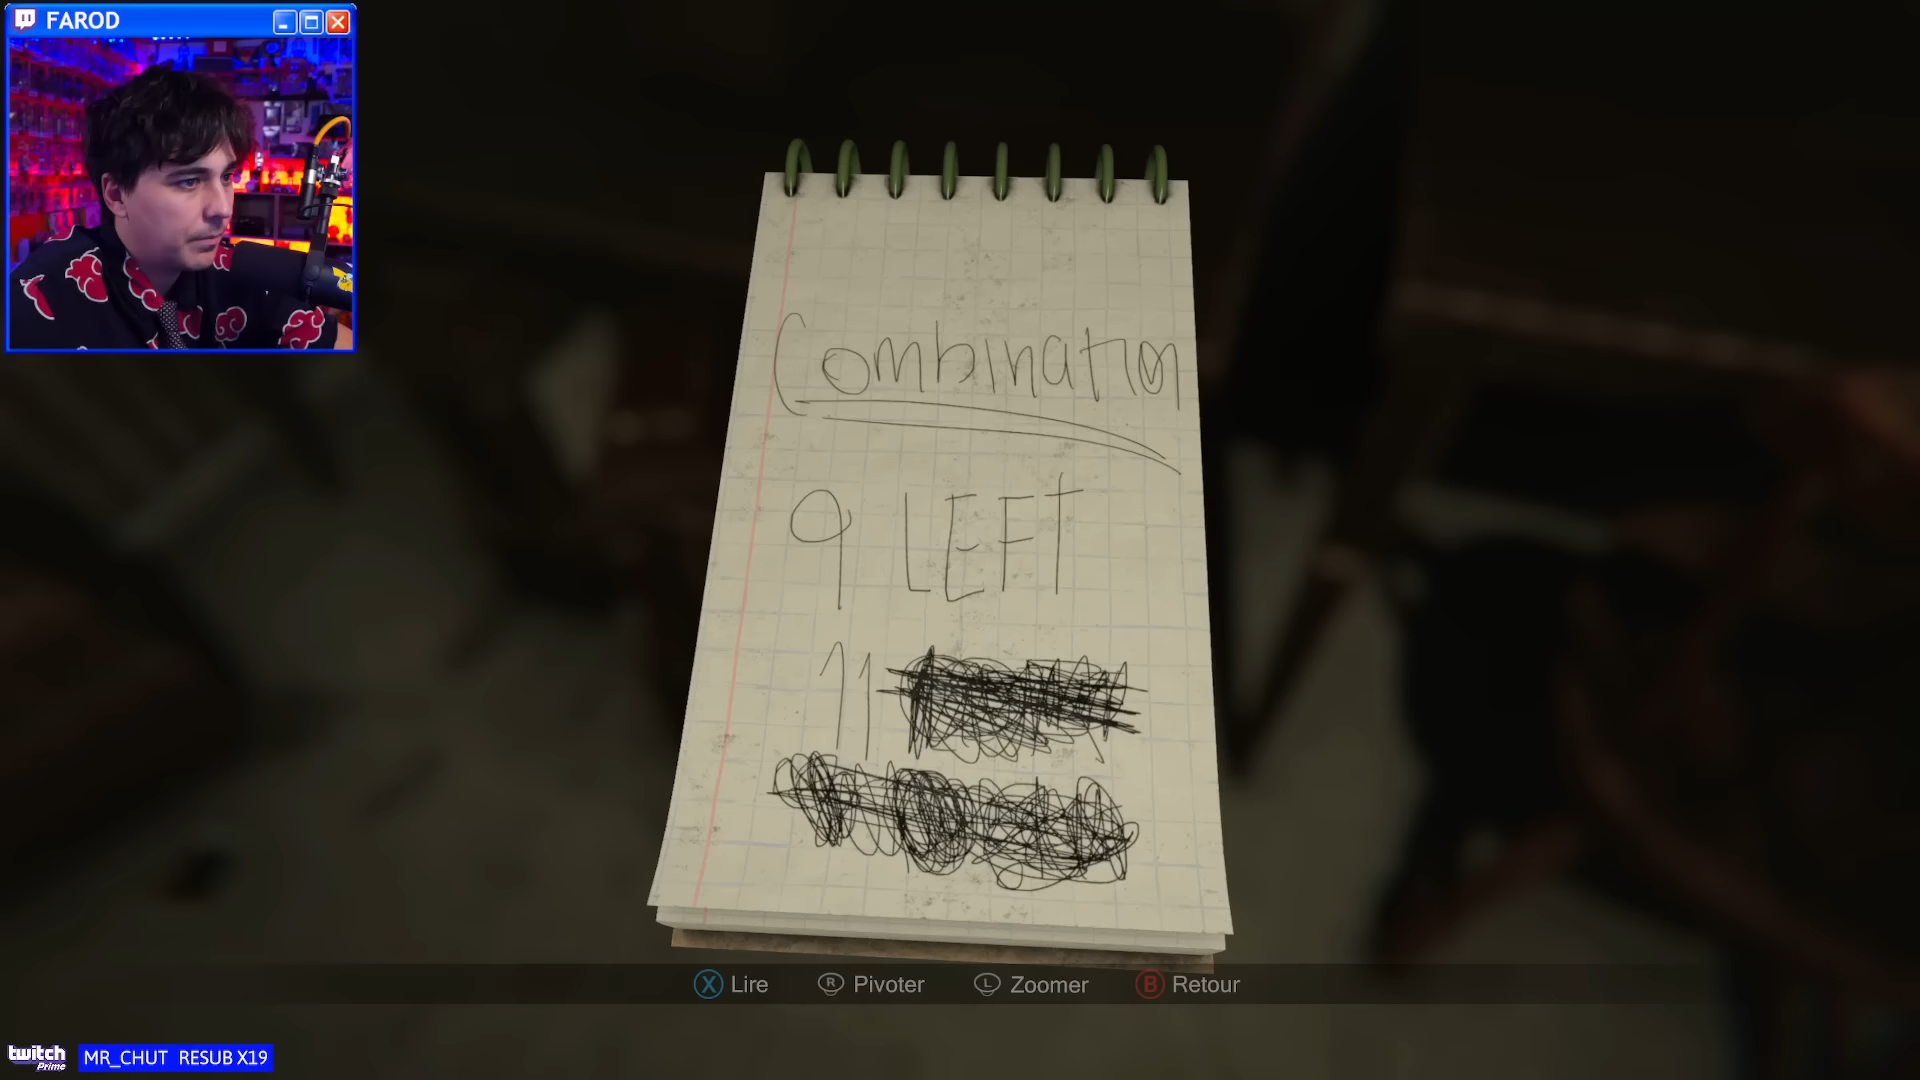 FAROD
Combination
9 LEFT
11
X Lire R Pivoter L Zoomer B Retour
twitch
Prime
MR_CHUT RESUB X19